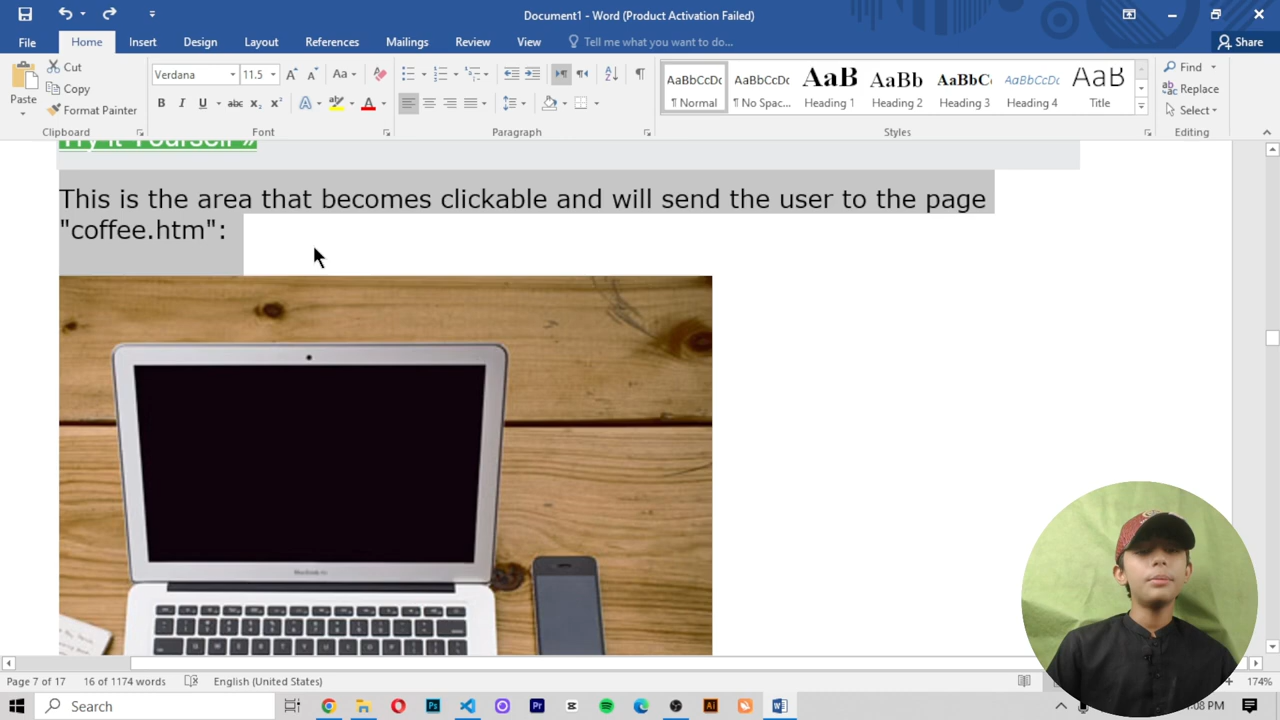 Document1 - Word (Product Activation Failed)
File Home Insert Design Layout References Mailings Review View Tell me what you want to do... Share
Paste
Cut
Copy
Format Painter
Clipboard
Verdana 11.5
Font
Paragraph
AaBbCcDc ¶ Normal
AaBbCcDc ¶ No Spac...
AaB Heading 1
AaBb Heading 2
AaBbC Heading 3
AaBbCcDc Heading 4
AaB Title
Styles
Find
Replace
Select
Editing
Try it Yourself »
This is the area that becomes clickable and will send the user to the page
"coffee.htm":
Page 7 of 17 16 of 1174 words English (United States) 174%
Search